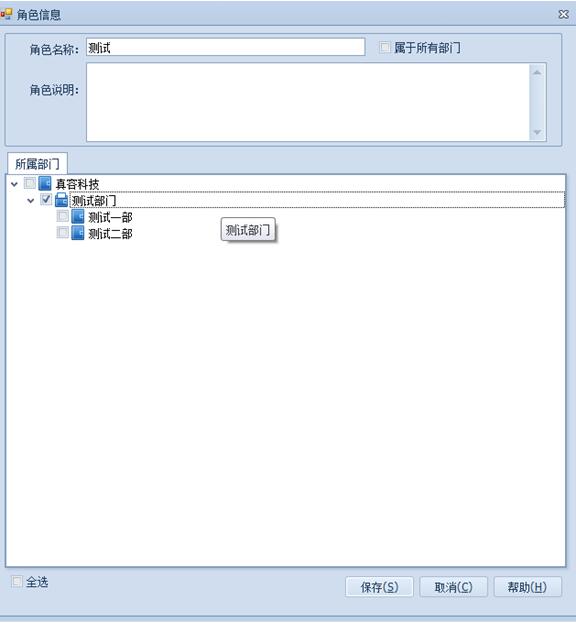 角色信息
角色名称： 测试 属于所有部门
角色说明：
所属部门
真容科技
测试部门
测试一部
测试二部
测试部门
全选 保存(S) 取消(C) 帮助(H)